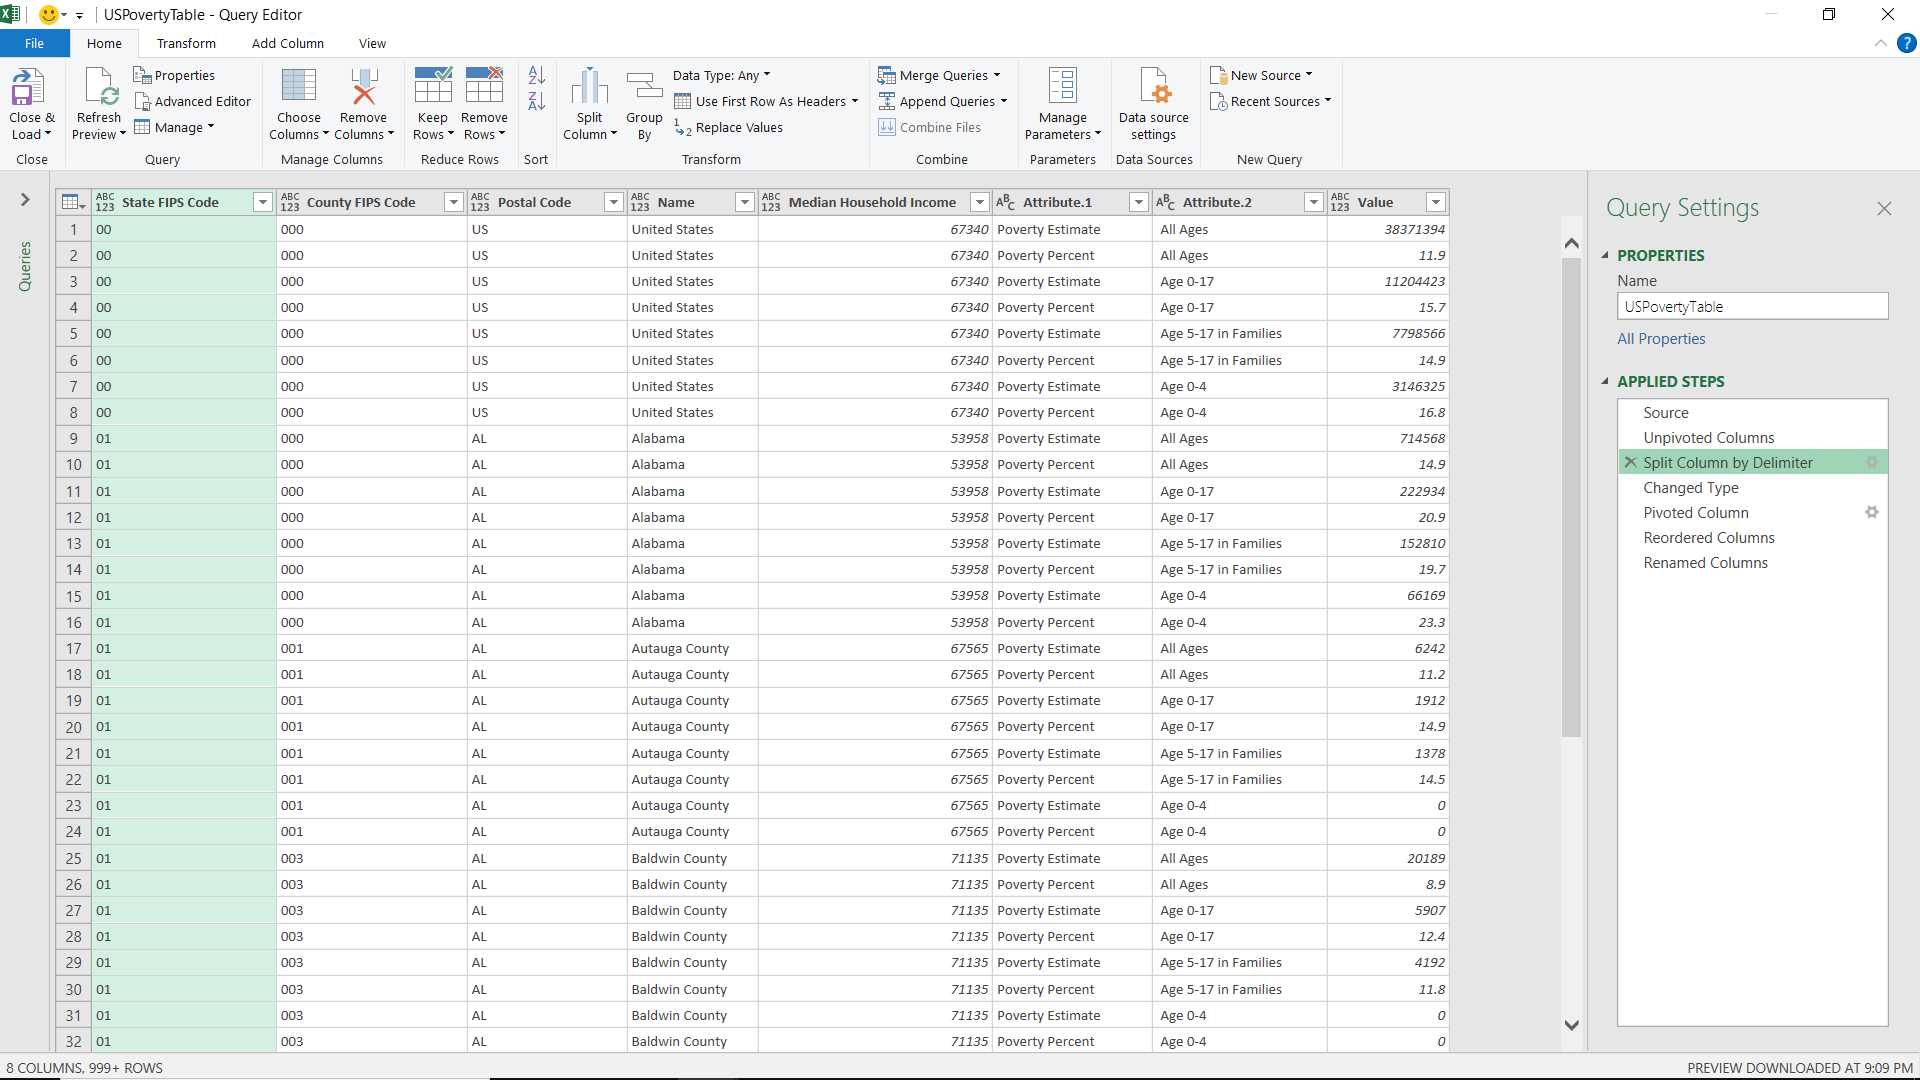 USPovertyTable - Query Editor
File Home Transform Add Column View
Close & Load
Close
Refresh Preview
Properties
Advanced Editor
Manage
Query
Choose Columns
Remove Columns
Manage Columns
Keep Rows
Remove Rows
Reduce Rows
Sort
Split Column
Group By
Data Type: Any
Use First Row As Headers
Replace Values
Transform
Merge Queries
Append Queries
Combine Files
Combine
Manage Parameters
Parameters
Data source settings
Data Sources
New Source
Recent Sources
New Query
Queries
ABC 123 State FIPS Code ABC 123 County FIPS Code ABC 123 Postal Code ABC 123 Name ABC 123 Median Household Income ABC Attribute.1 ABC Attribute.2 ABC 123 Value
1 00 000 US United States 67340 Poverty Estimate All Ages 38371394
2 00 000 US United States 67340 Poverty Percent All Ages 11.9
3 00 000 US United States 67340 Poverty Estimate Age 0-17 11204423
4 00 000 US United States 67340 Poverty Percent Age 0-17 15.7
5 00 000 US United States 67340 Poverty Estimate Age 5-17 in Families 7798566
6 00 000 US United States 67340 Poverty Percent Age 5-17 in Families 14.9
7 00 000 US United States 67340 Poverty Estimate Age 0-4 3146325
8 00 000 US United States 67340 Poverty Percent Age 0-4 16.8
9 01 000 AL Alabama 53958 Poverty Estimate All Ages 714568
10 01 000 AL Alabama 53958 Poverty Percent All Ages 14.9
11 01 000 AL Alabama 53958 Poverty Estimate Age 0-17 222934
12 01 000 AL Alabama 53958 Poverty Percent Age 0-17 20.9
13 01 000 AL Alabama 53958 Poverty Estimate Age 5-17 in Families 152810
14 01 000 AL Alabama 53958 Poverty Percent Age 5-17 in Families 19.7
15 01 000 AL Alabama 53958 Poverty Estimate Age 0-4 66169
16 01 000 AL Alabama 53958 Poverty Percent Age 0-4 23.3
17 01 001 AL Autauga County 67565 Poverty Estimate All Ages 6242
18 01 001 AL Autauga County 67565 Poverty Percent All Ages 11.2
19 01 001 AL Autauga County 67565 Poverty Estimate Age 0-17 1912
20 01 001 AL Autauga County 67565 Poverty Percent Age 0-17 14.9
21 01 001 AL Autauga County 67565 Poverty Estimate Age 5-17 in Families 1378
22 01 001 AL Autauga County 67565 Poverty Percent Age 5-17 in Families 14.5
23 01 001 AL Autauga County 67565 Poverty Estimate Age 0-4 0
24 01 001 AL Autauga County 67565 Poverty Percent Age 0-4 0
25 01 003 AL Baldwin County 71135 Poverty Estimate All Ages 20189
26 01 003 AL Baldwin County 71135 Poverty Percent All Ages 8.9
27 01 003 AL Baldwin County 71135 Poverty Estimate Age 0-17 5907
28 01 003 AL Baldwin County 71135 Poverty Percent Age 0-17 12.4
29 01 003 AL Baldwin County 71135 Poverty Estimate Age 5-17 in Families 4192
30 01 003 AL Baldwin County 71135 Poverty Percent Age 5-17 in Families 11.8
31 01 003 AL Baldwin County 71135 Poverty Estimate Age 0-4 0
32 01 003 AL Baldwin County 71135 Poverty Percent Age 0-4 0
Query Settings
PROPERTIES
Name
USPovertyTable
All Properties
APPLIED STEPS
Source
Unpivoted Columns
Split Column by Delimiter
Changed Type
Pivoted Column
Reordered Columns
Renamed Columns
8 COLUMNS, 999+ ROWS
PREVIEW DOWNLOADED AT 9:09 PM